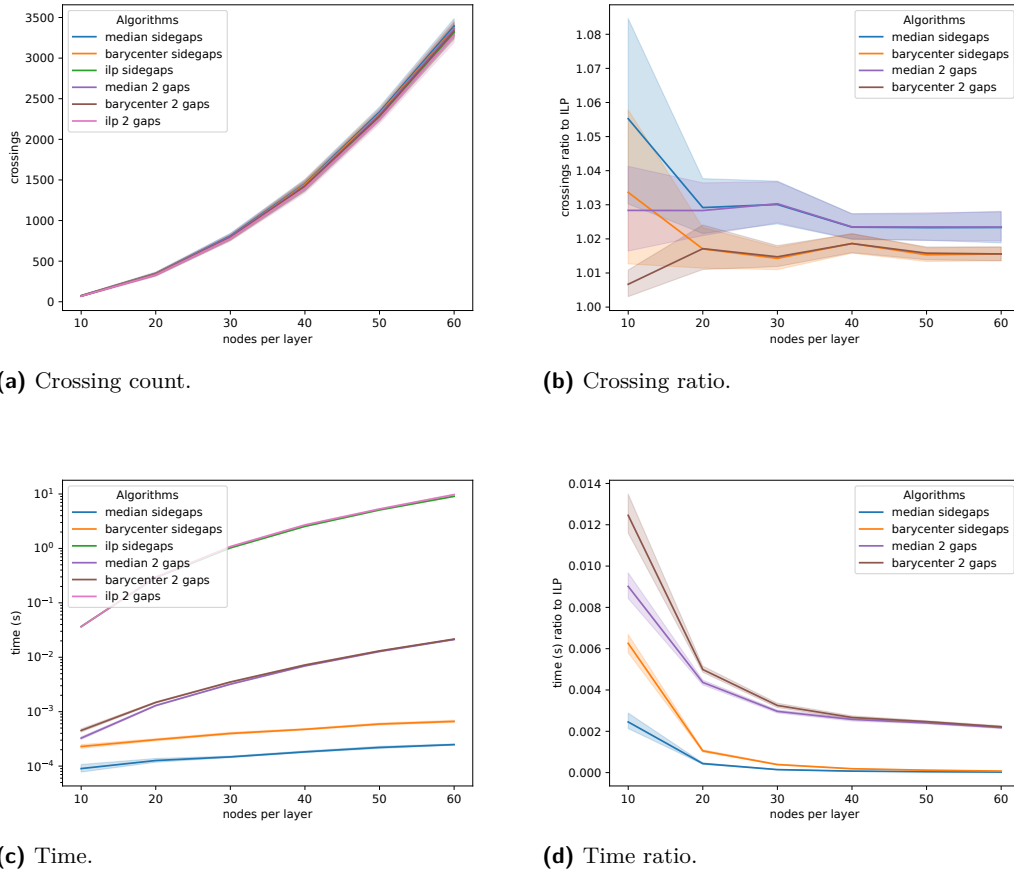 3500
3000
2500
2000
1500
1000
500
0
crossings
Algorithms
median sidegaps
barycenter sidegaps
ilp sidegaps
median 2 gaps
barycenter 2 gaps
ilp 2 gaps
10 20 30 40 50 60
nodes per layer
(a) Crossing count.
1.08
1.07
1.06
1.05
1.04
1.03
1.02
1.01
1.00
crossings ratio to ILP
Algorithms
median sidegaps
barycenter sidegaps
median 2 gaps
barycenter 2 gaps
10 20 30 40 50 60
nodes per layer
(b) Crossing ratio.
10¹
10⁰
10⁻¹
10⁻²
10⁻³
10⁻⁴
time (s)
Algorithms
median sidegaps
barycenter sidegaps
ilp sidegaps
median 2 gaps
barycenter 2 gaps
ilp 2 gaps
10 20 30 40 50 60
nodes per layer
(c) Time.
0.014
0.012
0.010
0.008
0.006
0.004
0.002
0.000
time (s) ratio to ILP
Algorithms
median sidegaps
barycenter sidegaps
median 2 gaps
barycenter 2 gaps
10 20 30 40 50 60
nodes per layer
(d) Time ratio.